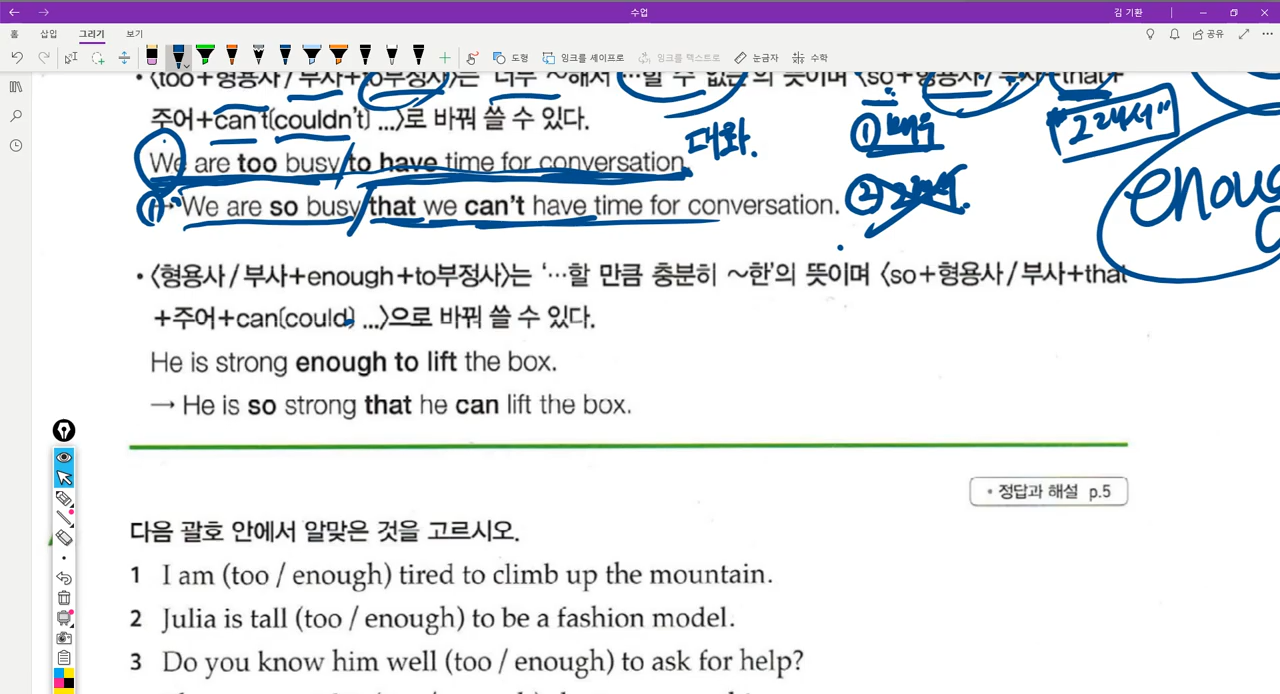 수업
김 기환
홈 삽입 그리기 보기
공유
도형 잉크를 셰이프로 잉크를 텍스트로 눈금자 수학
•〈too+형용사/부사+to부정사〉는 '너무 ~해서 …할 수 없는'의 뜻이며 〈so+형용사/부사+that+
주어+can't(couldn't) …〉로 바꿔 쓸 수 있다.
대화.
① 매우
"그래서"
We are too busy/to have time for conversation.
→ We are so busy/that we can't have time for conversation.
①
② 그래서.
•〈형용사/부사+enough+to부정사〉는 '…할 만큼 충분히 ~한'의 뜻이며 〈so+형용사/부사+that
+주어+can(could) …〉으로 바꿔 쓸 수 있다.
He is strong enough to lift the box.
→ He is so strong that he can lift the box.
• 정답과 해설 p.5
다음 괄호 안에서 알맞은 것을 고르시오.
1 I am (too / enough) tired to climb up the mountain.
2 Julia is tall (too / enough) to be a fashion model.
3 Do you know him well (too / enough) to ask for help?